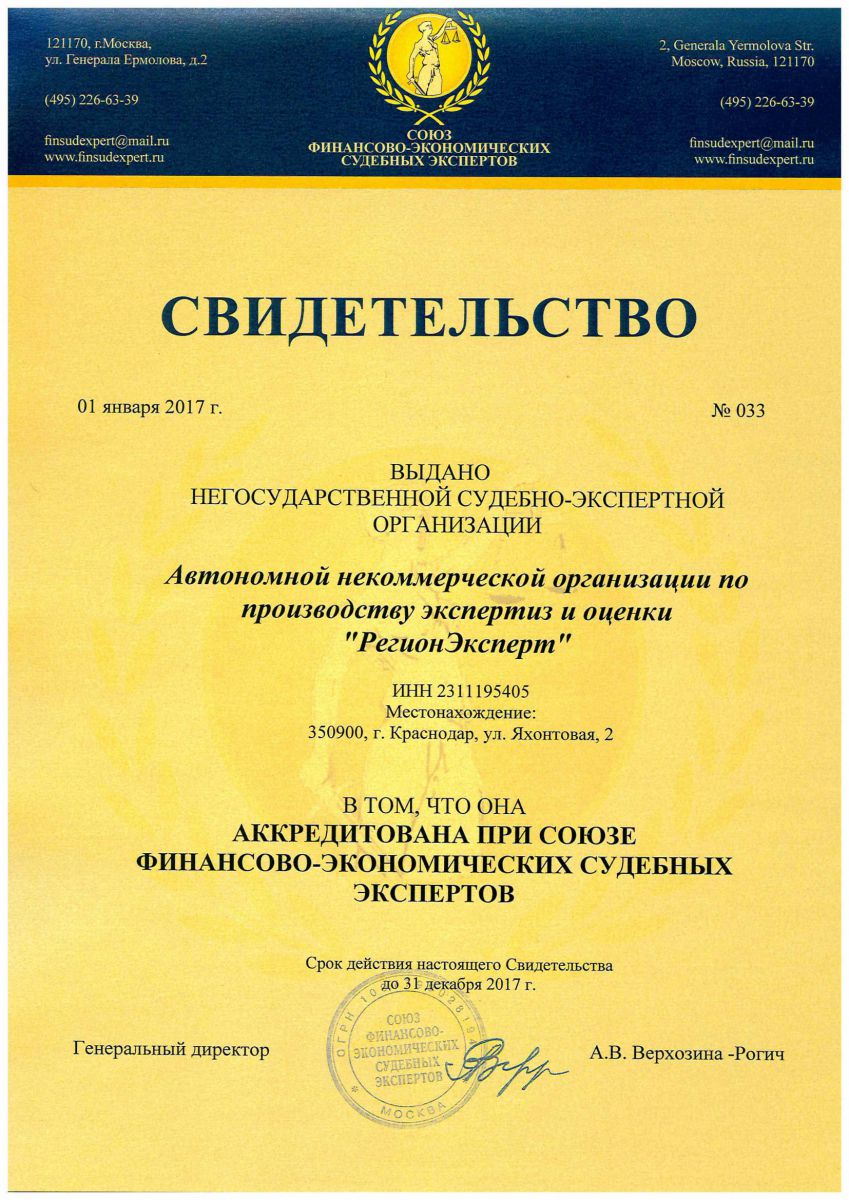 121170, г.Москва,
ул. Генерала Ермолова, д.2
(495) 226-63-39
finsudexpert@mail.ru
www.finsudexpert.ru
СОЮЗ
ФИНАНСОВО-ЭКОНОМИЧЕСКИХ
СУДЕБНЫХ ЭКСПЕРТОВ
2, Generala Yermolova Str.
Moscow, Russia, 121170
(495) 226-63-39
finsudexpert@mail.ru
www.finsudexpert.ru
СВИДЕТЕЛЬСТВО
01 января 2017 г.
№ 033
ВЫДАНО
НЕГОСУДАРСТВЕННОЙ СУДЕБНО-ЭКСПЕРТНОЙ
ОРГАНИЗАЦИИ
Автономной некоммерческой организации по
производству экспертиз и оценки
"РегионЭксперт"
ИНН 2311195405
Местонахождение:
350900, г. Краснодар, ул. Яхонтовая, 2
В ТОМ, ЧТО ОНА
АККРЕДИТОВАНА ПРИ СОЮЗЕ
ФИНАНСОВО-ЭКОНОМИЧЕСКИХ СУДЕБНЫХ
ЭКСПЕРТОВ
Срок действия настоящего Свидетельства
до 31 декабря 2017 г.
Генеральный директор
А.В. Верхозина -Рогич
ОГРН
СОЮЗ
ФИНАНСОВО-
ЭКОНОМИЧЕСКИХ
СУДЕБНЫХ
ЭКСПЕРТОВ
* МОСКВА *